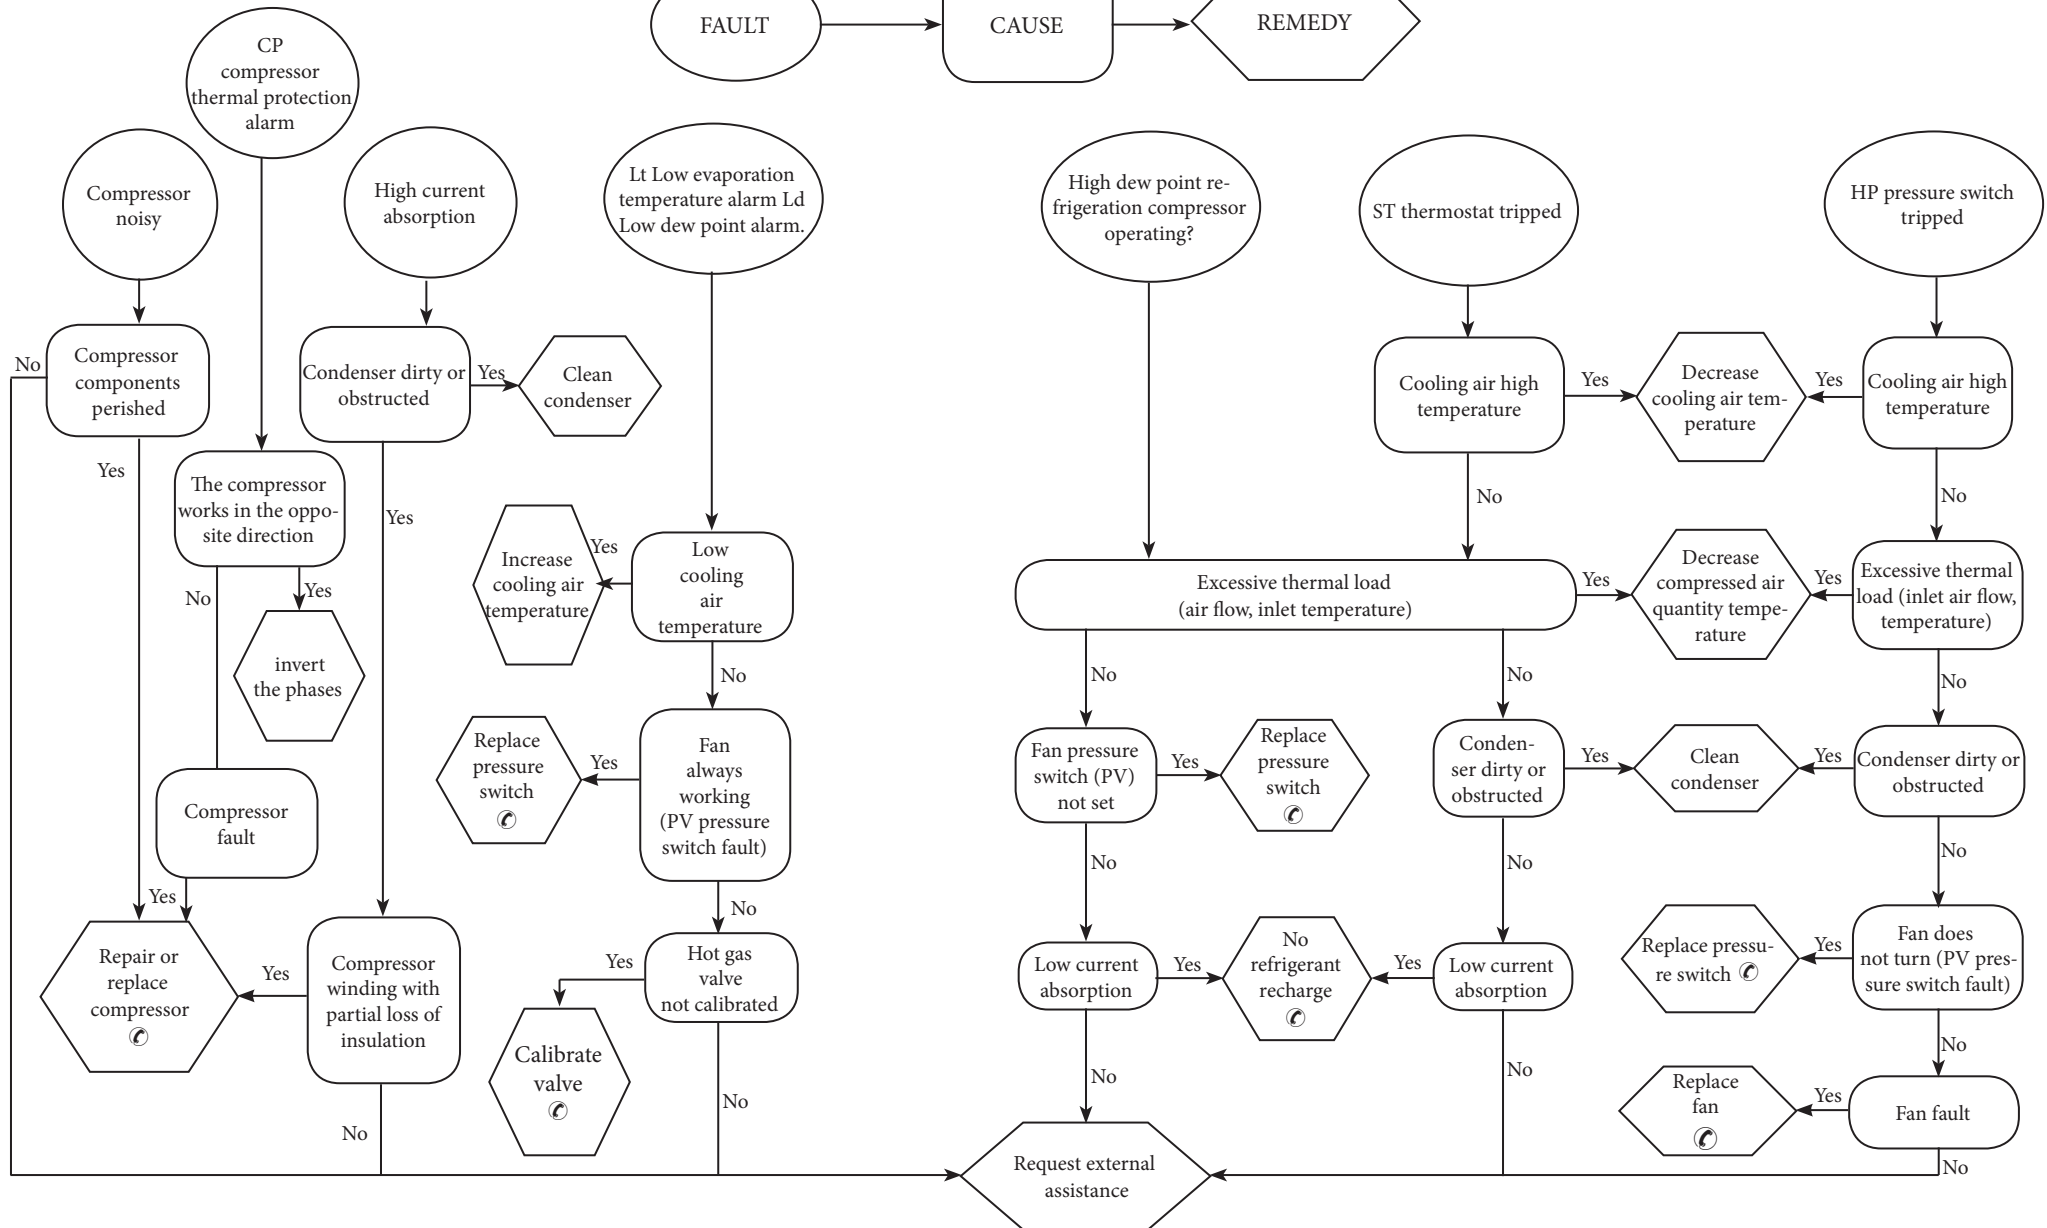 FAULT
CAUSE
REMEDY
CP
compressor
thermal protection
alarm
Compressor
noisy
High current
absorption
Lt Low evaporation
temperature alarm Ld
Low dew point alarm.
High dew point re-
frigeration compressor
operating?
ST thermostat tripped
HP pressure switch
tripped
No
Compressor
components
perished
Condenser dirty or
obstructed
Yes
Clean
condenser
Cooling air high
temperature
Yes
Decrease
cooling air tem-
perature
Yes
Cooling air high
temperature
Yes
The compressor
works in the oppo-
site direction
Yes
No
No
Increase
cooling air
temperature
Yes
Low
cooling
air
temperature
Excessive thermal load
(air flow, inlet temperature)
Yes
Decrease
compressed air
quantity tempe-
rature
Yes
Excessive thermal
load (inlet air flow,
temperature)
No
Yes
invert
the phases
No
No
No
No
Replace
pressure
switch
Yes
Fan
always
working
(PV pressure
switch fault)
Fan pressure
switch (PV)
not set
Yes
Replace
pressure
switch
Conden-
ser dirty or
obstructed
Yes
Clean
condenser
Yes
Condenser dirty or
obstructed
Compressor
fault
No
No
No
Yes
No
Repair or
replace
compressor
Yes
Compressor
winding with
partial loss of
insulation
Yes
Hot gas
valve
not calibrated
Low current
absorption
Yes
No
refrigerant
recharge
Yes
Low current
absorption
Replace pressu-
re switch
Yes
Fan does
not turn (PV pres-
sure switch fault)
Calibrate
valve
No
No
No
No
No
Replace
fan
Yes
Fan fault
Request external
assistance
No